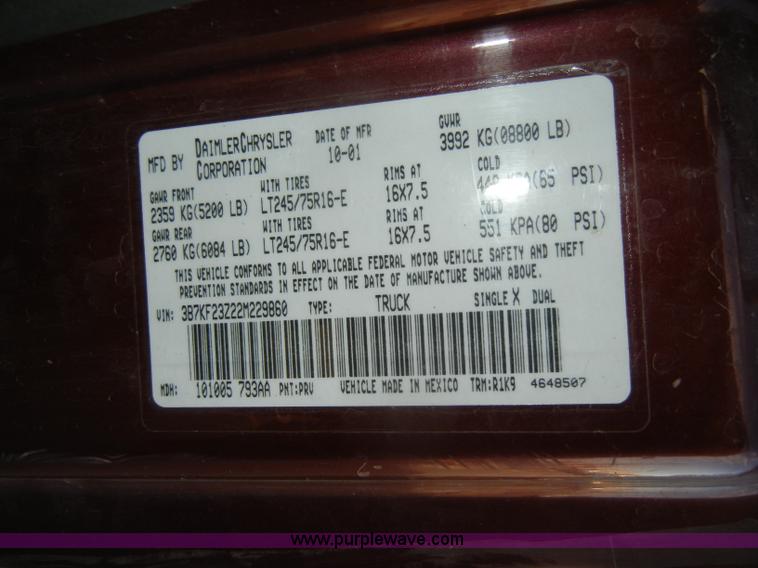 MFD BY DAIMLERCHRYSLER CORPORATION DATE OF MFR 10-01 GVWR 3992 KG(08800 LB)
GAWR FRONT WITH TIRES RIMS AT COLD
2359 KG(5200 LB) LT245/75R16-E 16X7.5 KPA(65 PSI)
GAWR REAR WITH TIRES RIMS AT COLD
2760 KG(6084 LB) LT245/75R16-E 16X7.5 551 KPA(80 PSI)
THIS VEHICLE CONFORMS TO ALL APPLICABLE FEDERAL MOTOR VEHICLE SAFETY AND THEFT
PREVENTION STANDARDS IN EFFECT ON THE DATE OF MANUFACTURE SHOWN ABOVE.
VIN: 3B7KF23Z22M229860 TYPE: TRUCK SINGLE X DUAL
MDH: 101005 793AA PNT:PRV VEHICLE MADE IN MEXICO TRM:R1K9 4648507
www.purplewave.com